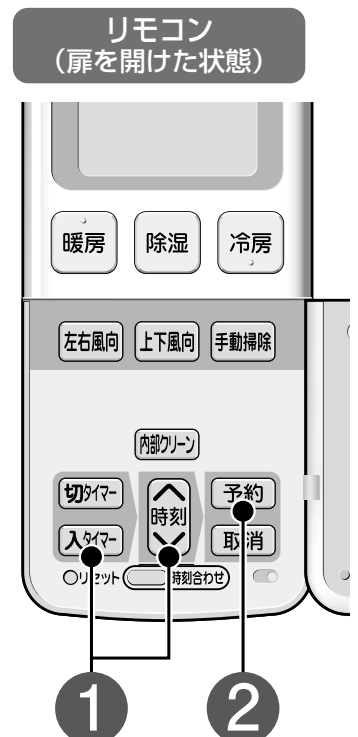 リモコン
（扉を開けた状態）
暖房 除湿 冷房
左右風向 上下風向 手動掃除
内部クリーン
切タイマー 時刻 予約
入タイマー 取消
リセット 時刻合わせ
1 2